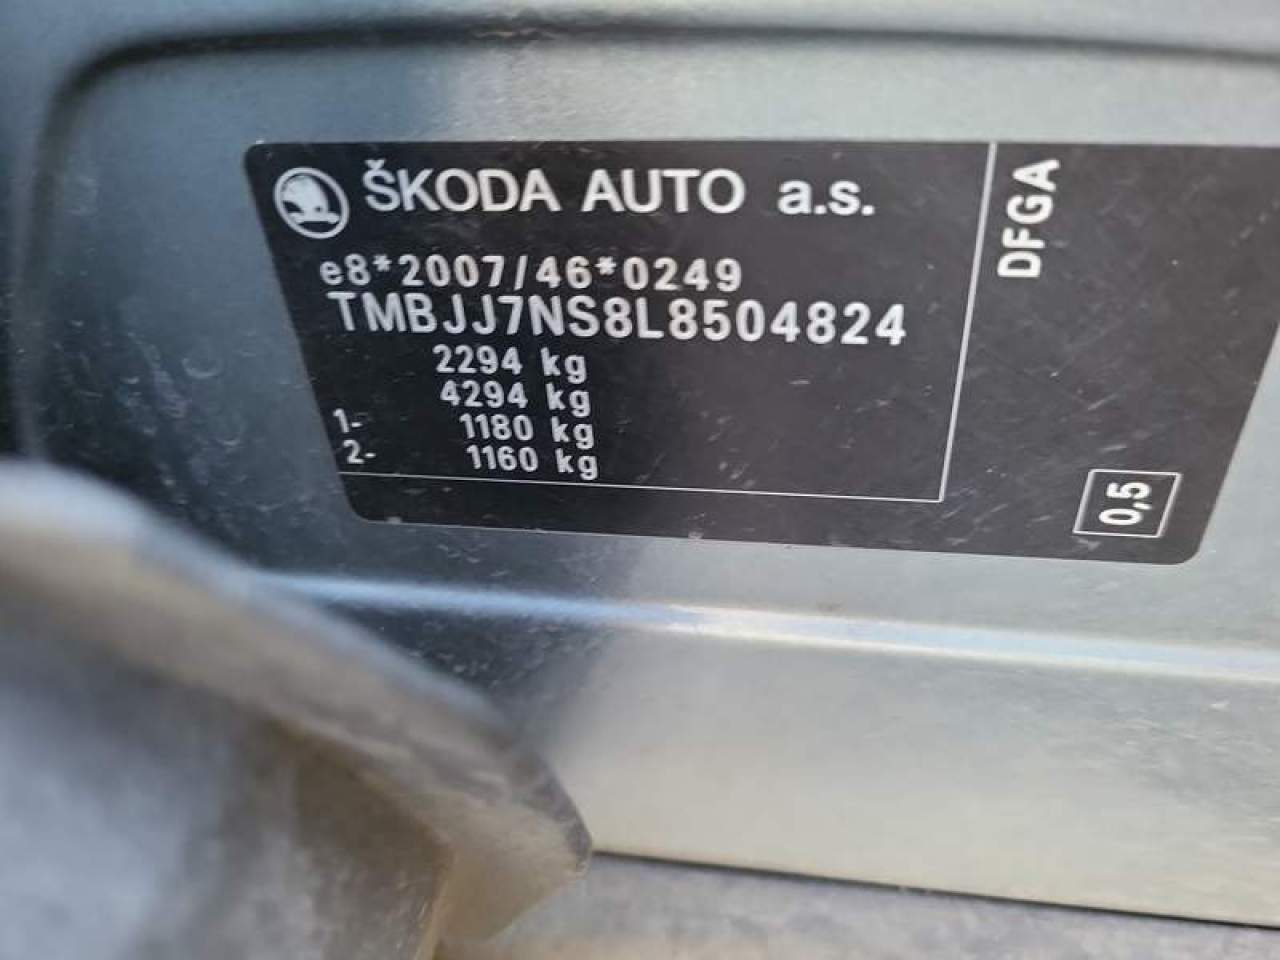 ŠKODA AUTO a.s.
e8*2007/46*0249
TMBJJ7NS8L8504824
2294 kg
4294 kg
1- 1180 kg
2- 1160 kg
DFGA
0,5